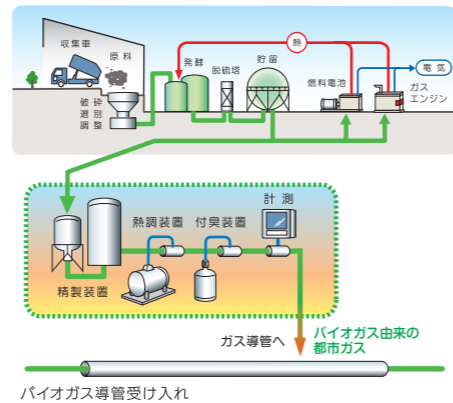 収集車
原料
破砕
選別
調整
発酵
脱硫塔
貯留
熱
燃料電池
電気
ガス
エンジン
精製装置
熱調装置
付臭装置
計測
ガス導管へ
バイオガス由来の
都市ガス
バイオガス導管受け入れ